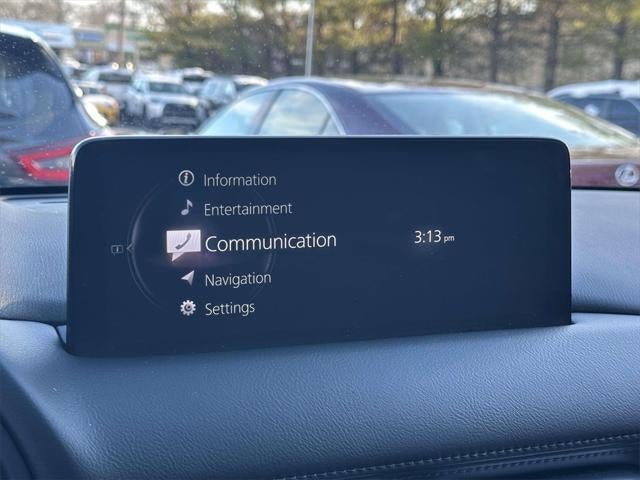 Information
Entertainment
Communication
3:13 pm
Navigation
Settings